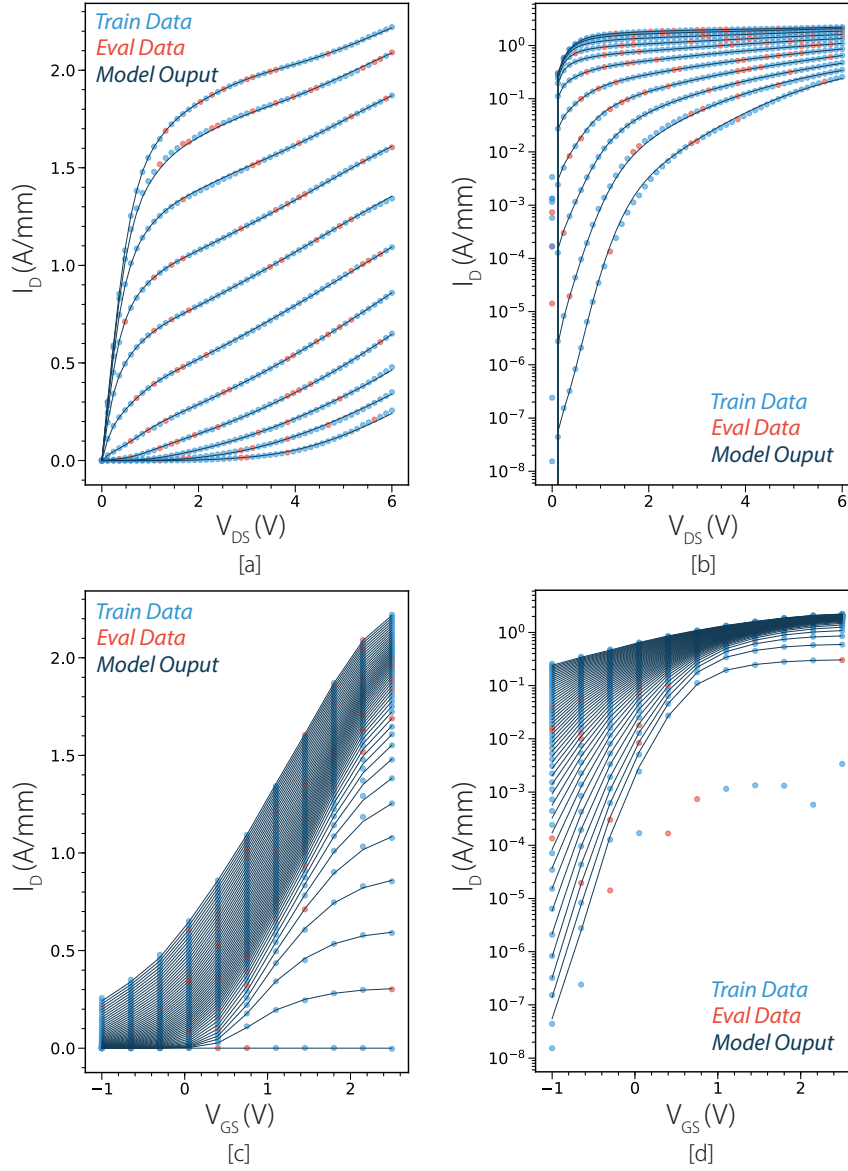 Train Data
Eval Data
Model Ouput
2.0
1.5
1.0
0.5
0.0
I_D (A/mm)
0
2
4
6
V_DS (V)
[a]
10^0
10^-1
10^-2
10^-3
10^-4
10^-5
10^-6
10^-7
10^-8
I_D (A/mm)
Train Data
Eval Data
Model Ouput
0
2
4
6
V_DS (V)
[b]
Train Data
Eval Data
Model Ouput
2.0
1.5
1.0
0.5
0.0
I_D (A/mm)
−1
0
1
2
V_GS (V)
[c]
10^0
10^-1
10^-2
10^-3
10^-4
10^-5
10^-6
10^-7
10^-8
I_D (A/mm)
Train Data
Eval Data
Model Ouput
−1
0
1
2
V_GS (V)
[d]